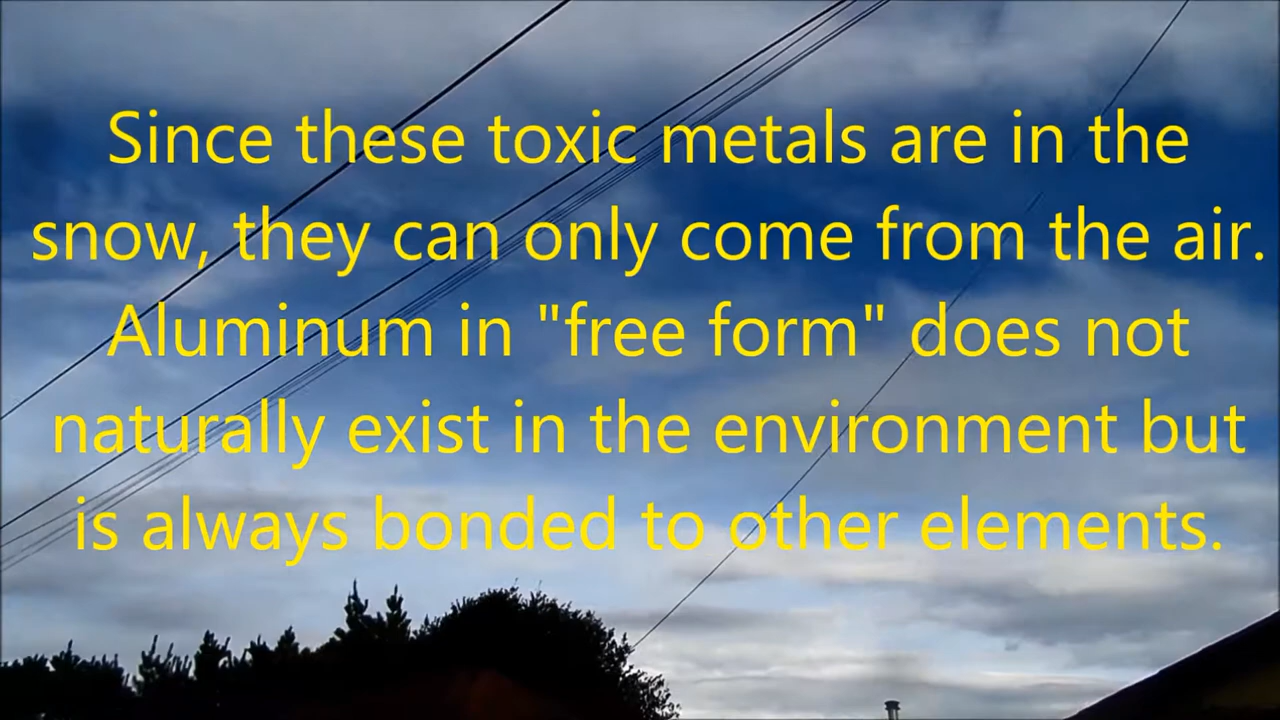 Since these toxic metals are in the
snow, they can only come from the air.
Aluminum in "free form" does not
naturally exist in the environment but
is always bonded to other elements.